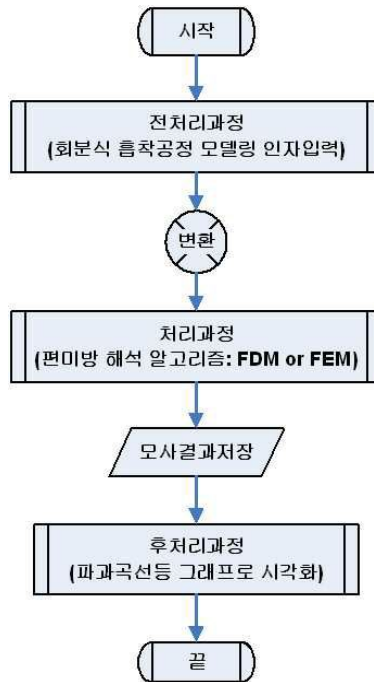 시작
전처리과정
(회분식 흡착공정 모델링 인자입력)
변환
처리과정
(편미방 해석 알고리즘: FDM or FEM)
모사결과저장
후처리과정
(파과곡선등 그래프로 시각화)
끝